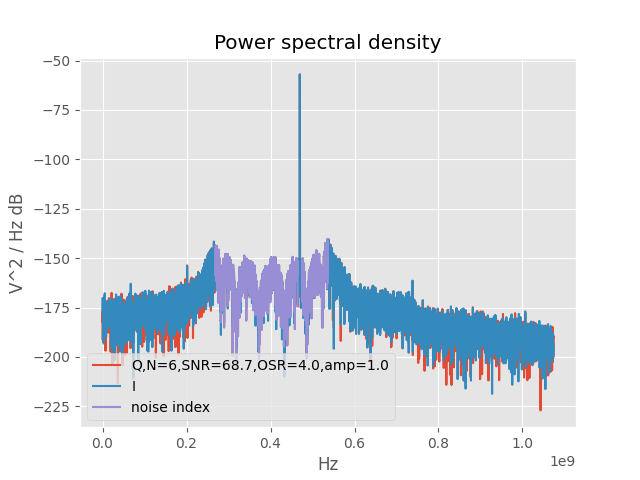 Power spectral density
V^2 / Hz dB
−50
−75
−100
−125
−150
−175
−200
−225
Q,N=6,SNR=68.7,OSR=4.0,amp=1.0
I
noise index
0.0 0.2 0.4 0.6 0.8 1.0
1e9
Hz